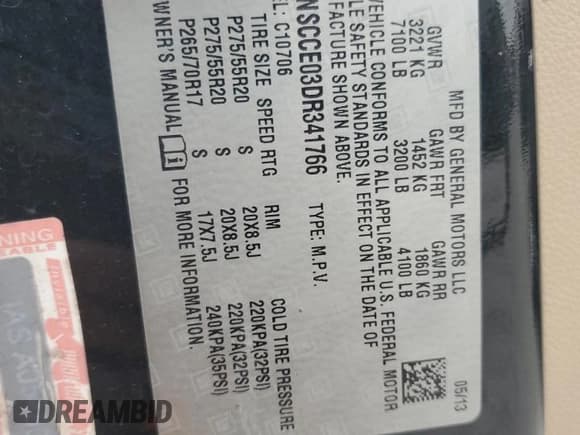 MFD BY GENERAL MOTORS LLC 05/13
GVWR GAWR FRT GAWR RR
3221 KG 1452 KG 1860 KG
7100 LB 3200 LB 4100 LB
VEHICLE CONFORMS TO ALL APPLICABLE U.S. FEDERAL MOTOR
SAFETY STANDARDS IN EFFECT ON THE DATE OF
FACTURE SHOWN ABOVE.
NSCCE03DR341766 TYPE: M.P.V.
C10706
TIRE SIZE SPEED RTG RIM COLD TIRE PRESSURE
P275/55R20 S 20X8.5J 220KPA(32PSI)
P275/55R20 S 20X8.5J 220KPA(32PSI)
P265/70R17 S 17X7.5J 240KPA(35PSI)
OWNER'S MANUAL FOR MORE INFORMATION.
Invisible
DREAMBID